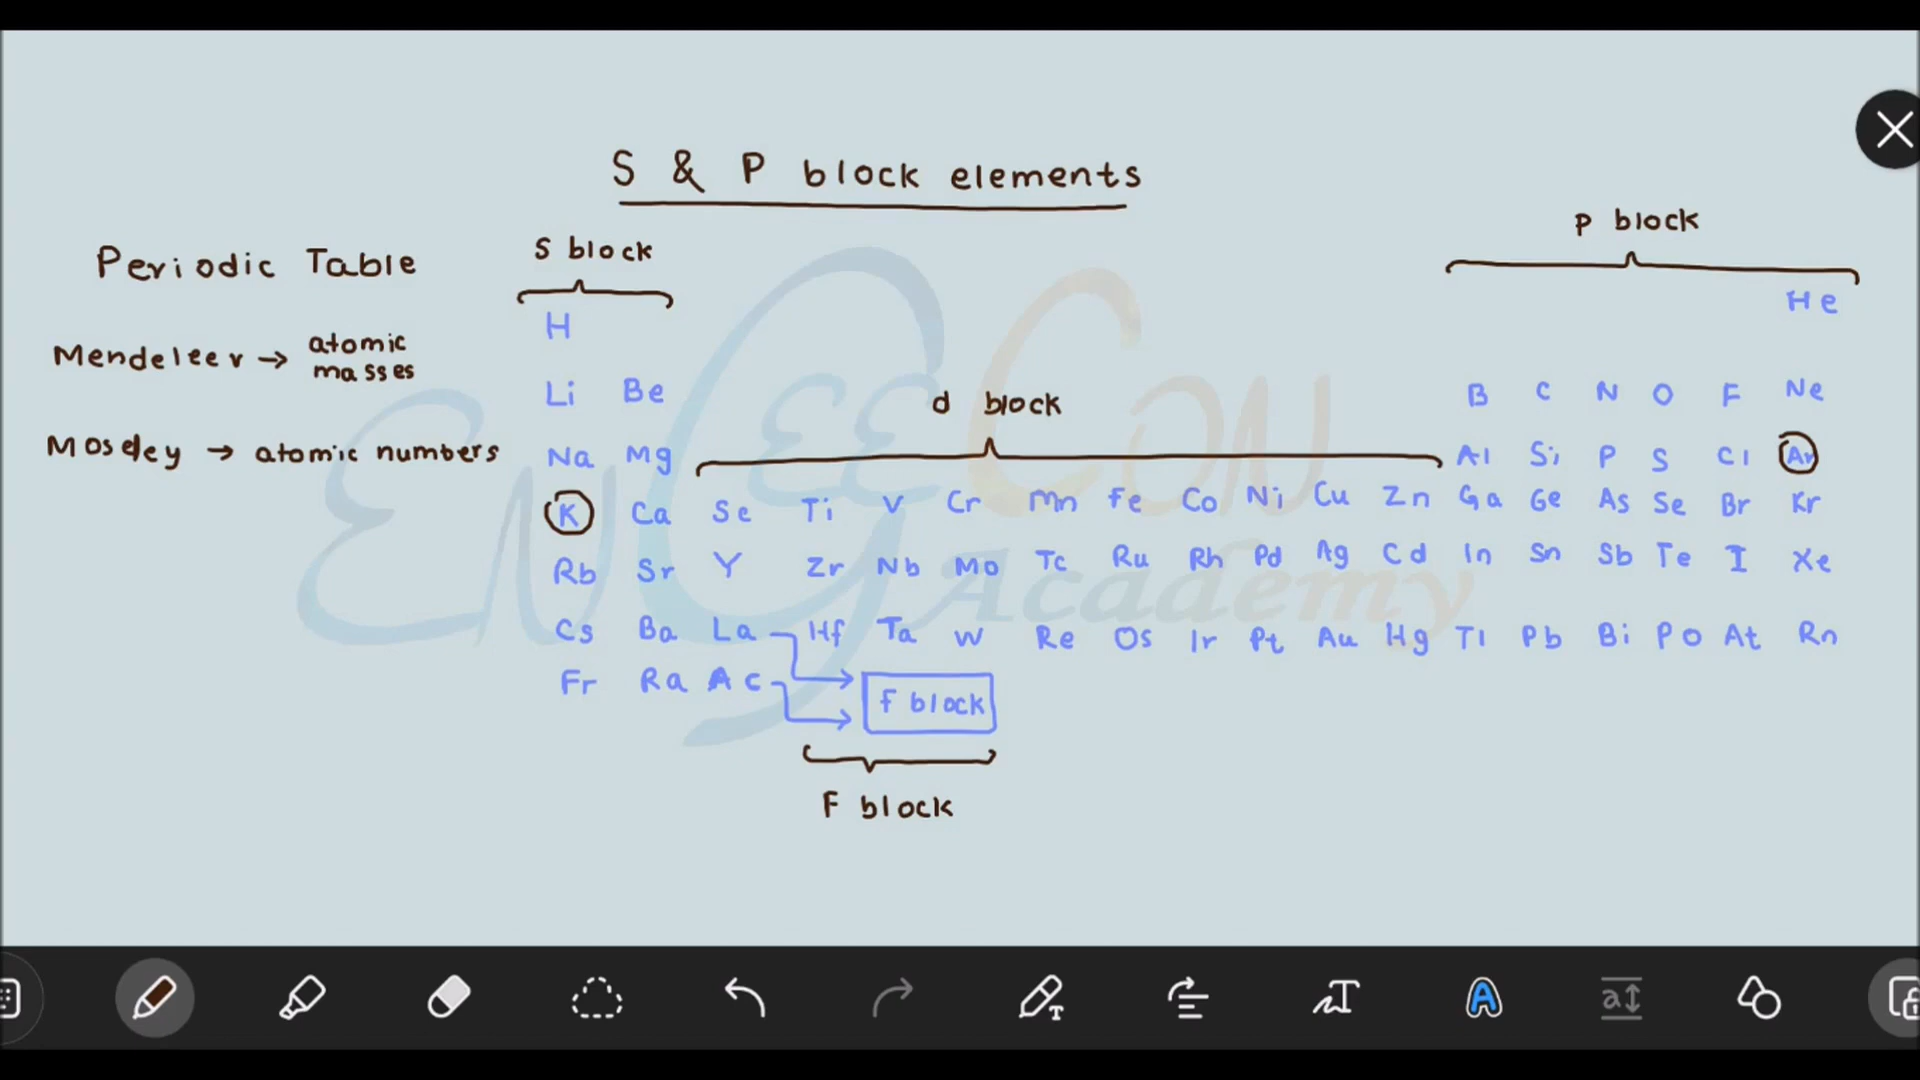 S & P block elements
P block
S block
Periodic Table
H
He
Mendeleev → atomic masses
Li Be
d block
B C N O F Ne
Moseley → atomic numbers
Na Mg
Al Si P S Cl Ar
K Ca Sc Ti V Cr Mn Fe Co Ni Cu Zn Ga Ge As Se Br Kr
Rb Sr Y Zr Nb Mo Tc Ru Rh Pd Ag Cd In Sn Sb Te I Xe
Cs Ba La Hf Ta W Re Os Ir Pt Au Hg Tl Pb Bi Po At Rn
Fr Ra Ac
f block
F block
EnGeeCon
Academy